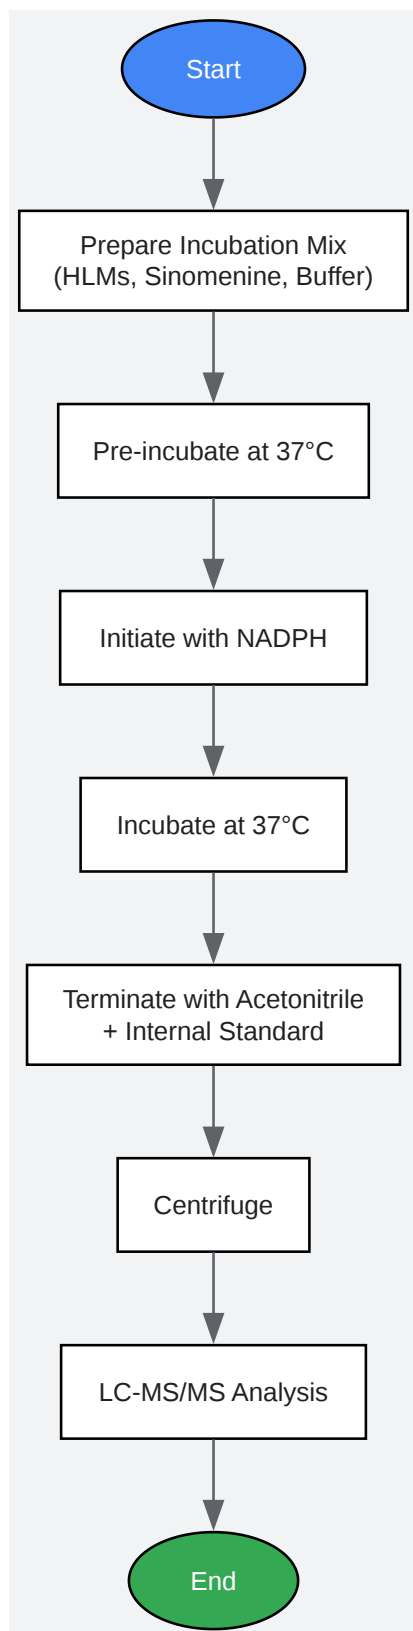 Start
Prepare Incubation Mix
(HLMs, Sinomenine, Buffer)
Pre-incubate at 37°C
Initiate with NADPH
Incubate at 37°C
Terminate with Acetonitrile
+ Internal Standard
Centrifuge
LC-MS/MS Analysis
End